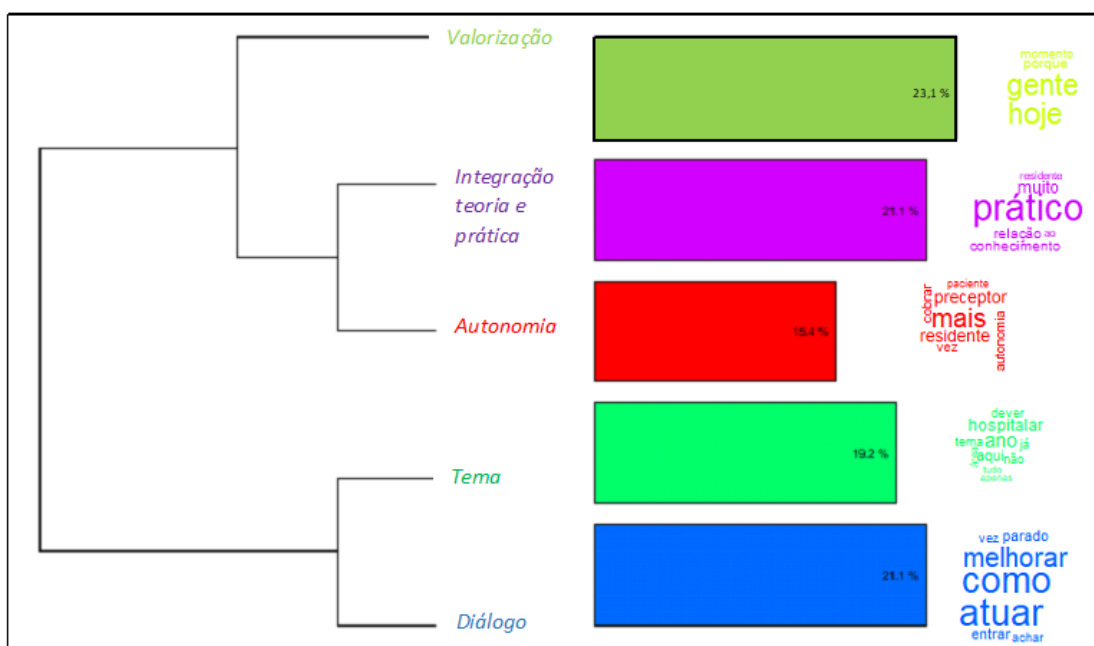 Valorização
23,1 %
momento
porque
gente
hoje
Integração
teoria e
prática
21.1 %
residente
muito
prático
relação ao
conhecimento
Autonomia
15.4 %
paciente
cobrar
preceptor
mais
residente
vez
autonomia
Tema
19.2 %
dever
hospitalar
tema ano já
aqui não
tudo
apenas
Diálogo
21.1 %
vez parado
melhorar
como
atuar
entrar achar